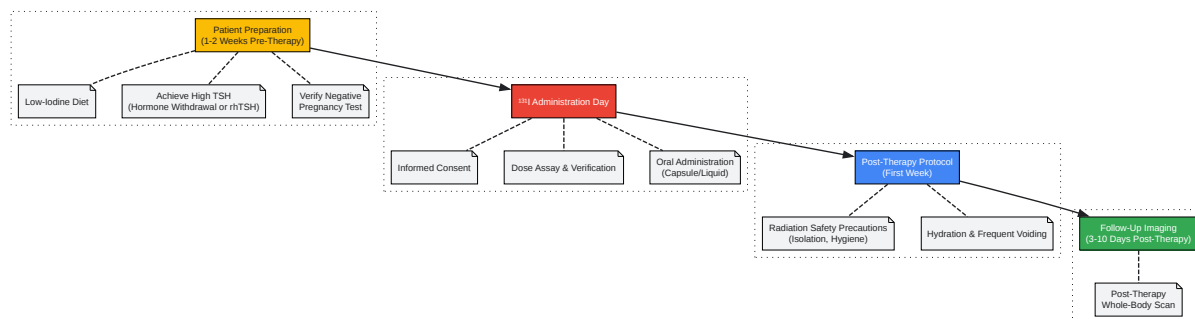 Patient Preparation
(1-2 Weeks Pre-Therapy)
Low-Iodine Diet
Achieve High TSH
(Hormone Withdrawal or rhTSH)
Verify Negative
Pregnancy Test
¹³¹I Administration Day
Informed Consent
Dose Assay & Verification
Oral Administration
(Capsule/Liquid)
Post-Therapy Protocol
(First Week)
Radiation Safety Precautions
(Isolation, Hygiene)
Hydration & Frequent Voiding
Follow-Up Imaging
(3-10 Days Post-Therapy)
Post-Therapy
Whole-Body Scan